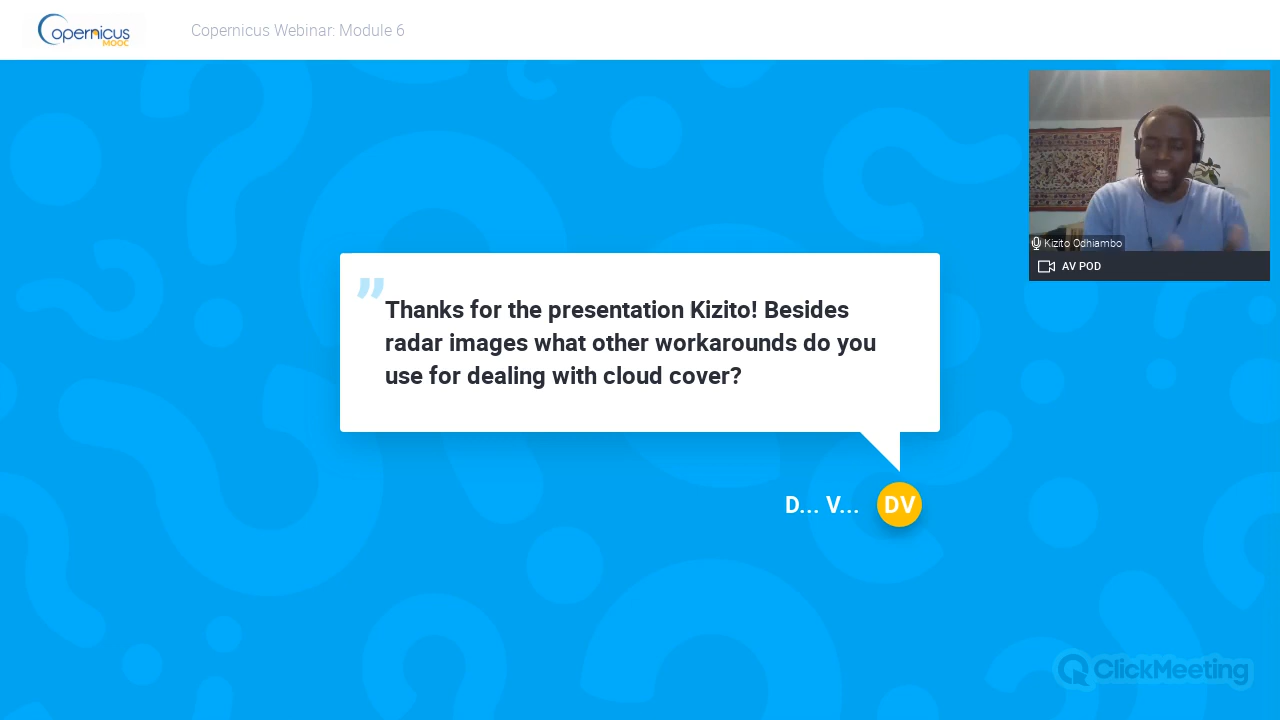 Copernicus
MOOC
Copernicus Webinar: Module 6
Kizito Odhiambo
AV POD
"
Thanks for the presentation Kizito! Besides
radar images what other workarounds do you
use for dealing with cloud cover?
D... V...
DV
ClickMeeting